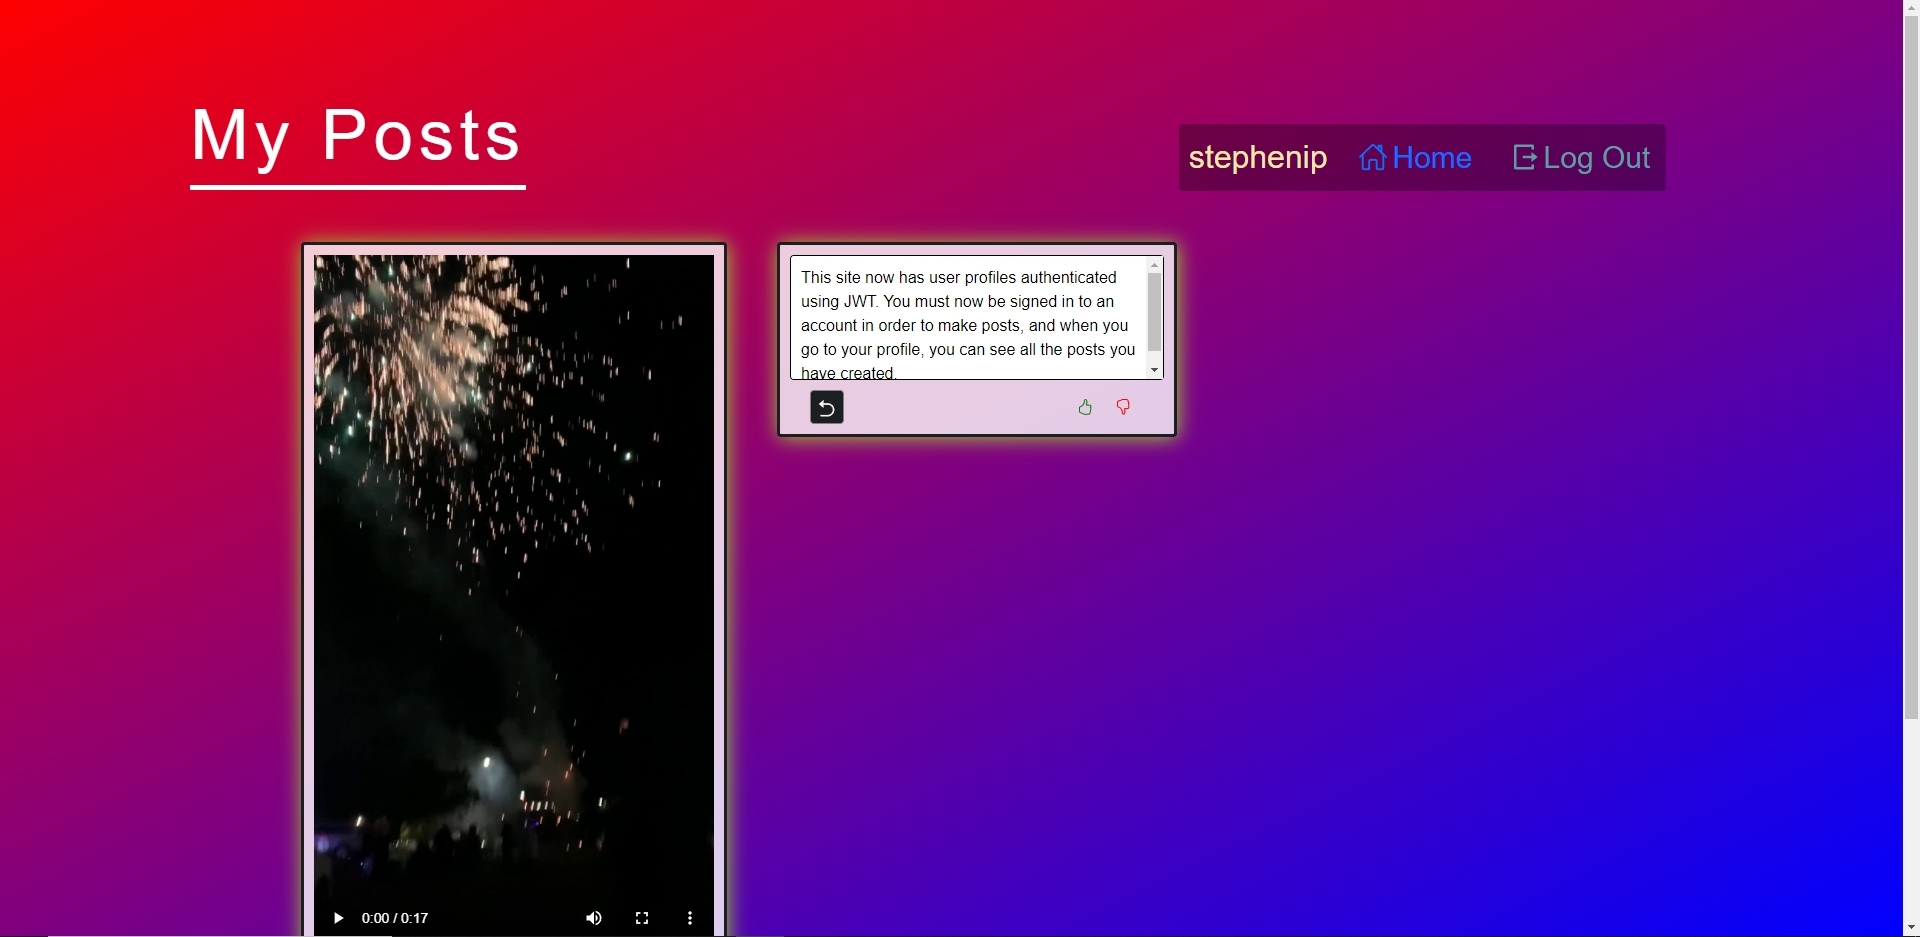 My Posts
stephenip Home Log Out
This site now has user profiles authenticated
using JWT. You must now be signed in to an
account in order to make posts, and when you
go to your profile, you can see all the posts you
have created.
0:00 / 0:17